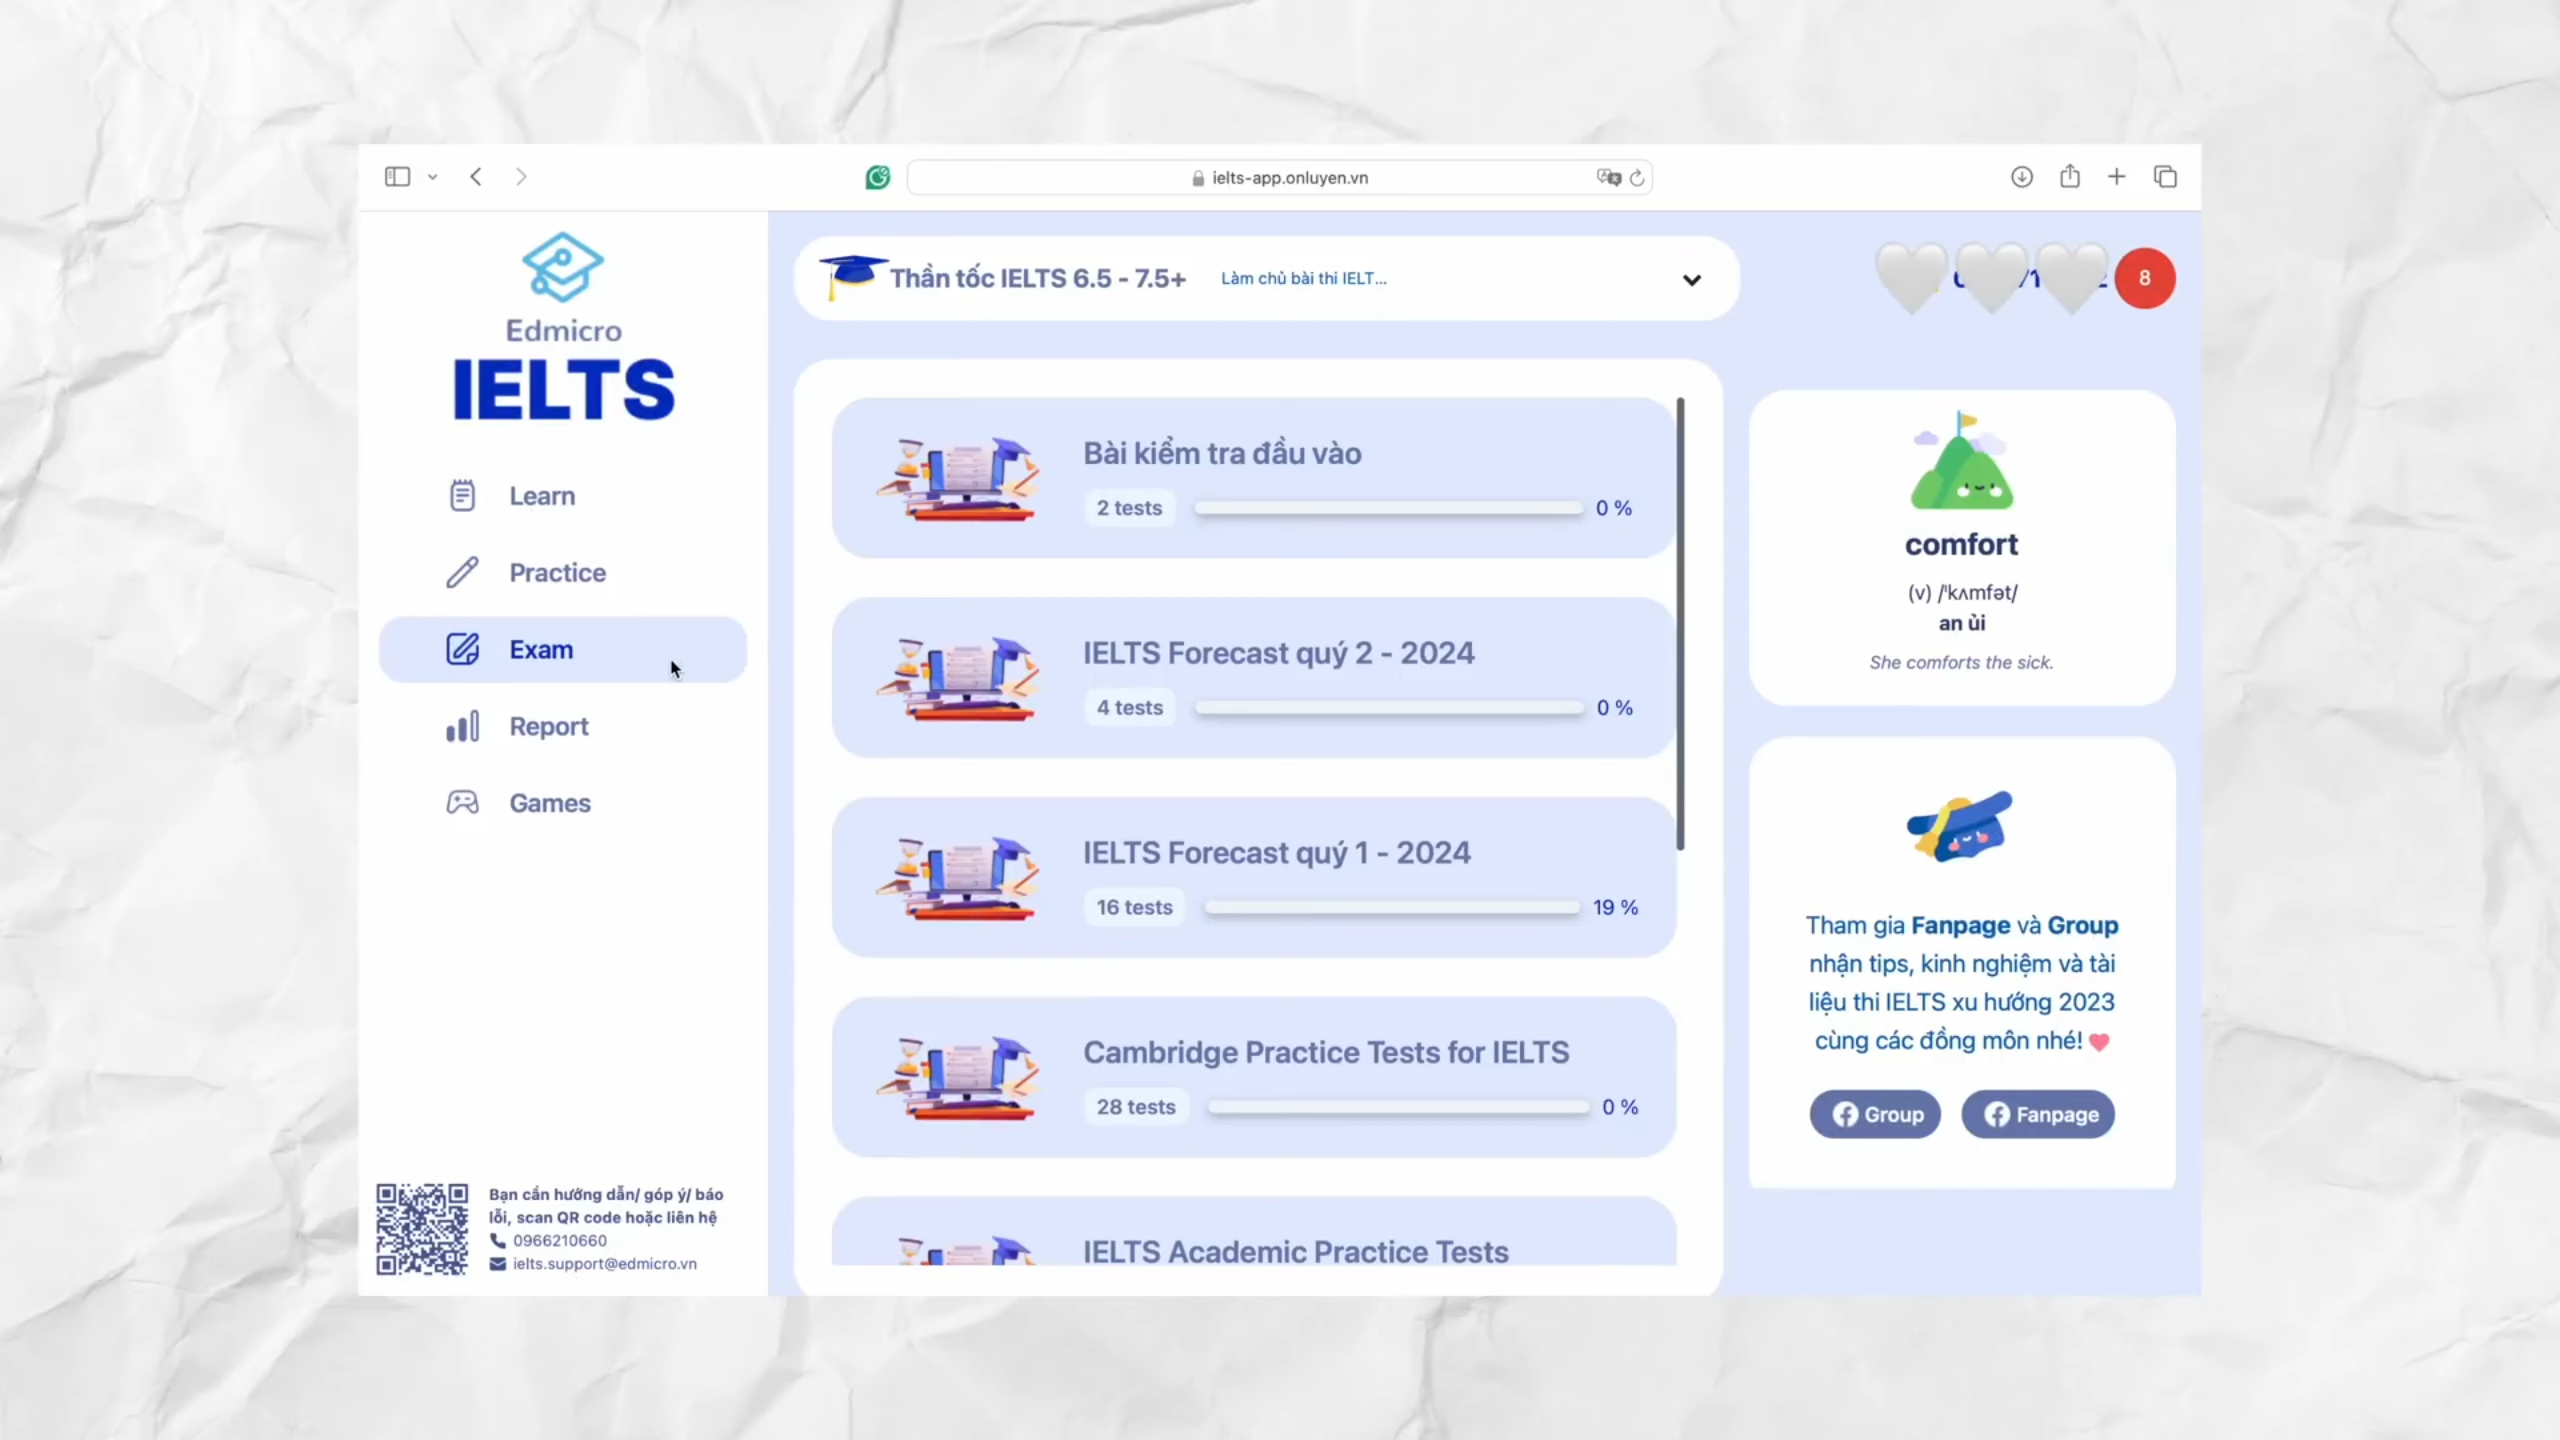 ielts-app.onluyen.vn
Edmicro
IELTS
Learn
Practice
Exam
Report
Games
Bạn cần hướng dẫn/ góp ý/ báo
lỗi, scan QR code hoặc liên hệ
0966210660
ielts.support@edmicro.vn
Thần tốc IELTS 6.5 - 7.5+ Làm chủ bài thi IELT...
8
Bài kiểm tra đầu vào
2 tests 0 %
IELTS Forecast quý 2 - 2024
4 tests 0 %
IELTS Forecast quý 1 - 2024
16 tests 19 %
Cambridge Practice Tests for IELTS
28 tests 0 %
IELTS Academic Practice Tests
comfort
(v) /'kʌmfət/
an ủi
She comforts the sick.
Tham gia Fanpage và Group
nhận tips, kinh nghiệm và tài
liệu thi IELTS xu hướng 2023
cùng các đồng môn nhé!
Group Fanpage